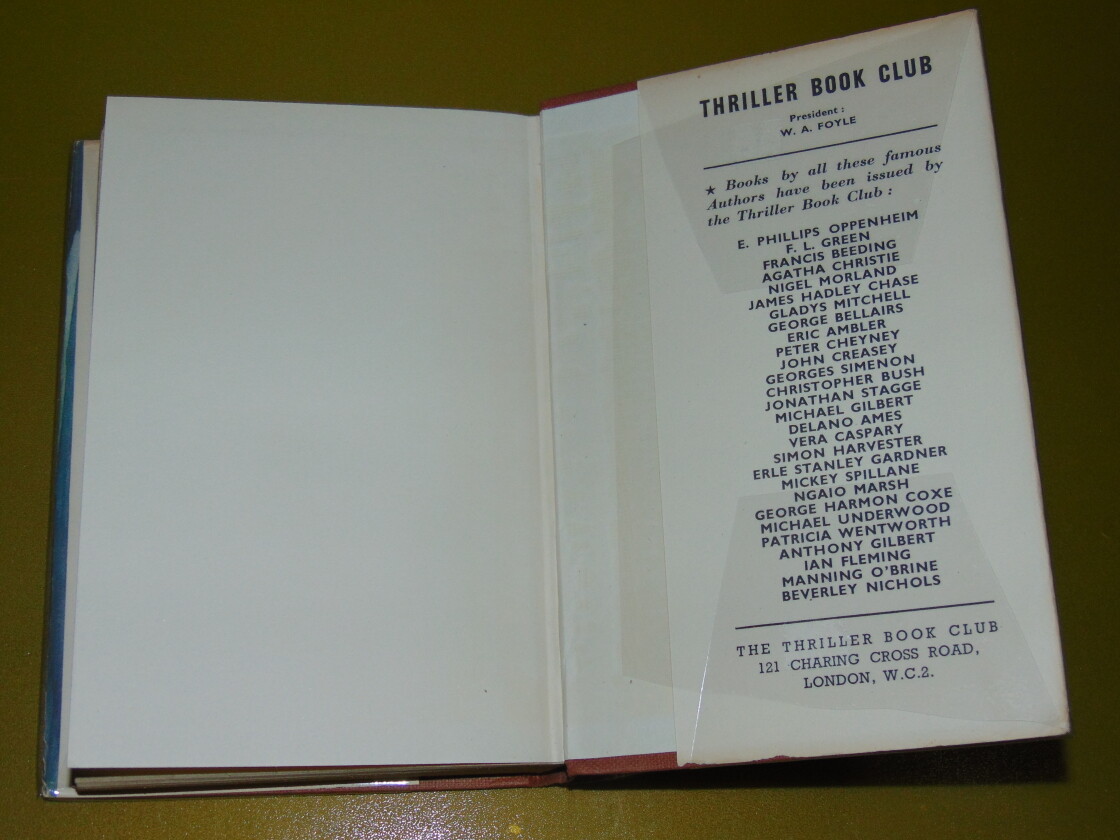 THRILLER BOOK CLUB
President :
W. A. FOYLE
★ Books by all these famous
Authors have been issued by
the Thriller Book Club :
E. PHILLIPS OPPENHEIM
F. L. GREEN
FRANCIS BEEDING
AGATHA CHRISTIE
NIGEL MORLAND
JAMES HADLEY CHASE
GLADYS MITCHELL
GEORGE BELLAIRS
ERIC AMBLER
PETER CHEYNEY
JOHN CREASEY
GEORGES SIMENON
CHRISTOPHER BUSH
JONATHAN STAGGE
MICHAEL GILBERT
DELANO AMES
VERA CASPARY
SIMON HARVESTER
ERLE STANLEY GARDNER
MICKEY SPILLANE
NGAIO MARSH
GEORGE HARMON COXE
MICHAEL UNDERWOOD
PATRICIA WENTWORTH
ANTHONY GILBERT
IAN FLEMING
MANNING O'BRINE
BEVERLEY NICHOLS
THE THRILLER BOOK CLUB
121 CHARING CROSS ROAD,
LONDON, W.C.2.